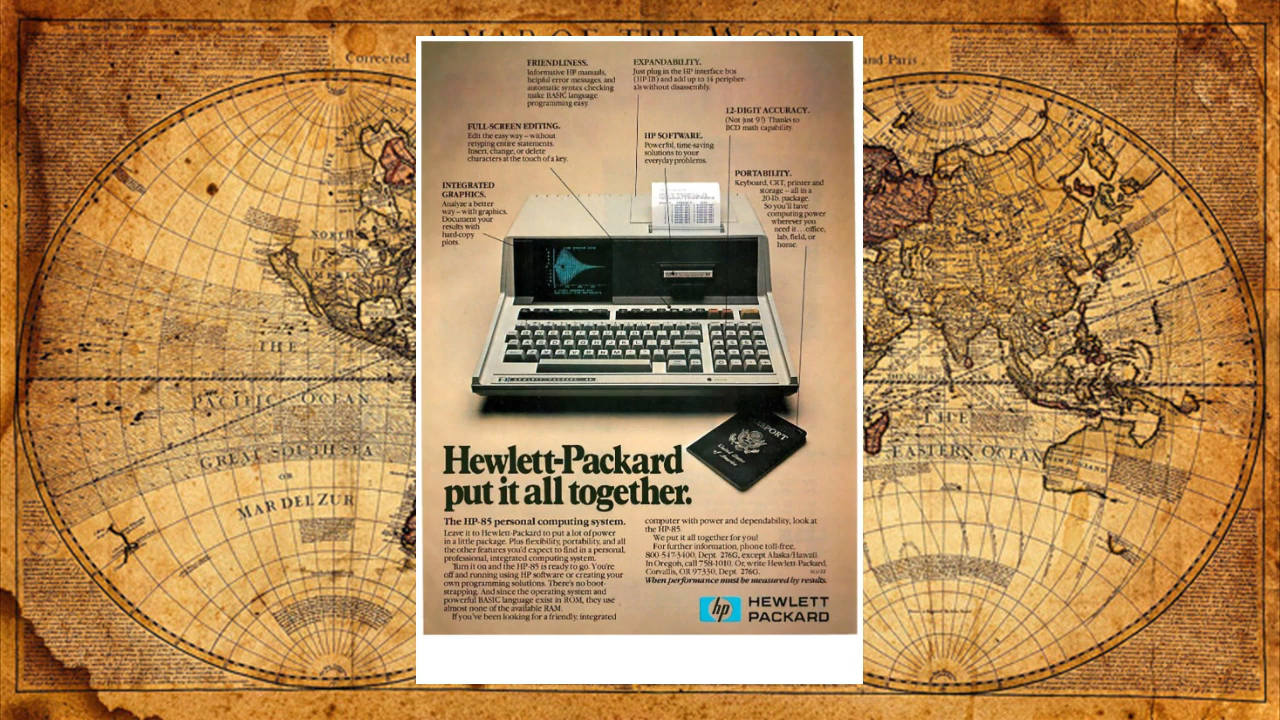 A MAP OF THE WORLD
Corrected
and Paris
FRIENDLINESS.
Informative HP manuals,
helpful error messages, and
automatic syntax checking
make BASIC language
programming easy.
EXPANDABILITY.
Just plug in the HP interface bus
(HP-IB) and add up to 14 peripher-
als without disassembly.
12-DIGIT ACCURACY.
(Not just 9!) Thanks to
BCD math capability.
FULL-SCREEN EDITING.
Edit the easy way – without
retyping entire statements.
Insert, change, or delete
characters at the touch of a key.
HP SOFTWARE.
Powerful, time-saving
solutions to your
everyday problems.
PORTABILITY.
Keyboard, CRT, printer and
storage – all in a
20-lb. package.
So you'll have
computing power
wherever you
need it…office,
lab, field, or
home.
INTEGRATED
GRAPHICS.
Analyze a better
way – with graphics.
Document your
results with
hard-copy
plots.
HEWLETT·PACKARD 85
PASSPORT
United States
of America
Hewlett-Packard
put it all together.
The HP-85 personal computing system.
Leave it to Hewlett-Packard to put a lot of power
in a little package. Plus flexibility, portability, and all
the other features you'd expect to find in a personal,
professional, integrated computing system.
Turn it on and the HP-85 is ready to go. You're
off and running using HP software or creating your
own programming solutions. There's no boot-
strapping. And since the operating system and
powerful BASIC language exist in ROM, they use
almost none of the available RAM.
If you've been looking for a friendly, integrated
computer with power and dependability, look at
the HP-85.
We put it all together for you!
For further information, phone toll-free,
800-547-3400, Dept. 276G, except Alaska/Hawaii.
In Oregon, call 758-1010. Or, write Hewlett-Packard,
Corvallis, OR 97330, Dept. 276G.
When performance must be measured by results.
hp HEWLETT
PACKARD
NORTH
THE
PACIFIC OCEAN
GREAT SOUTH SEA
OR
MAR DEL ZUR
THE
EASTERN OCEAN